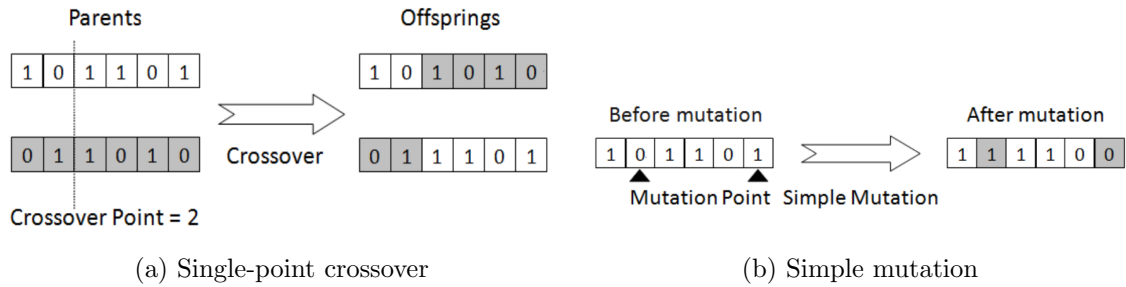 Parents
Offsprings
1 0 1 1 0 1
1 0 1 0 1 0
Crossover
0 1 1 0 1 0
0 1 1 1 0 1
Crossover Point = 2
(a) Single-point crossover
Before mutation
After mutation
1 0 1 1 0 1
1 1 1 1 0 0
Mutation Point
Simple Mutation
(b) Simple mutation